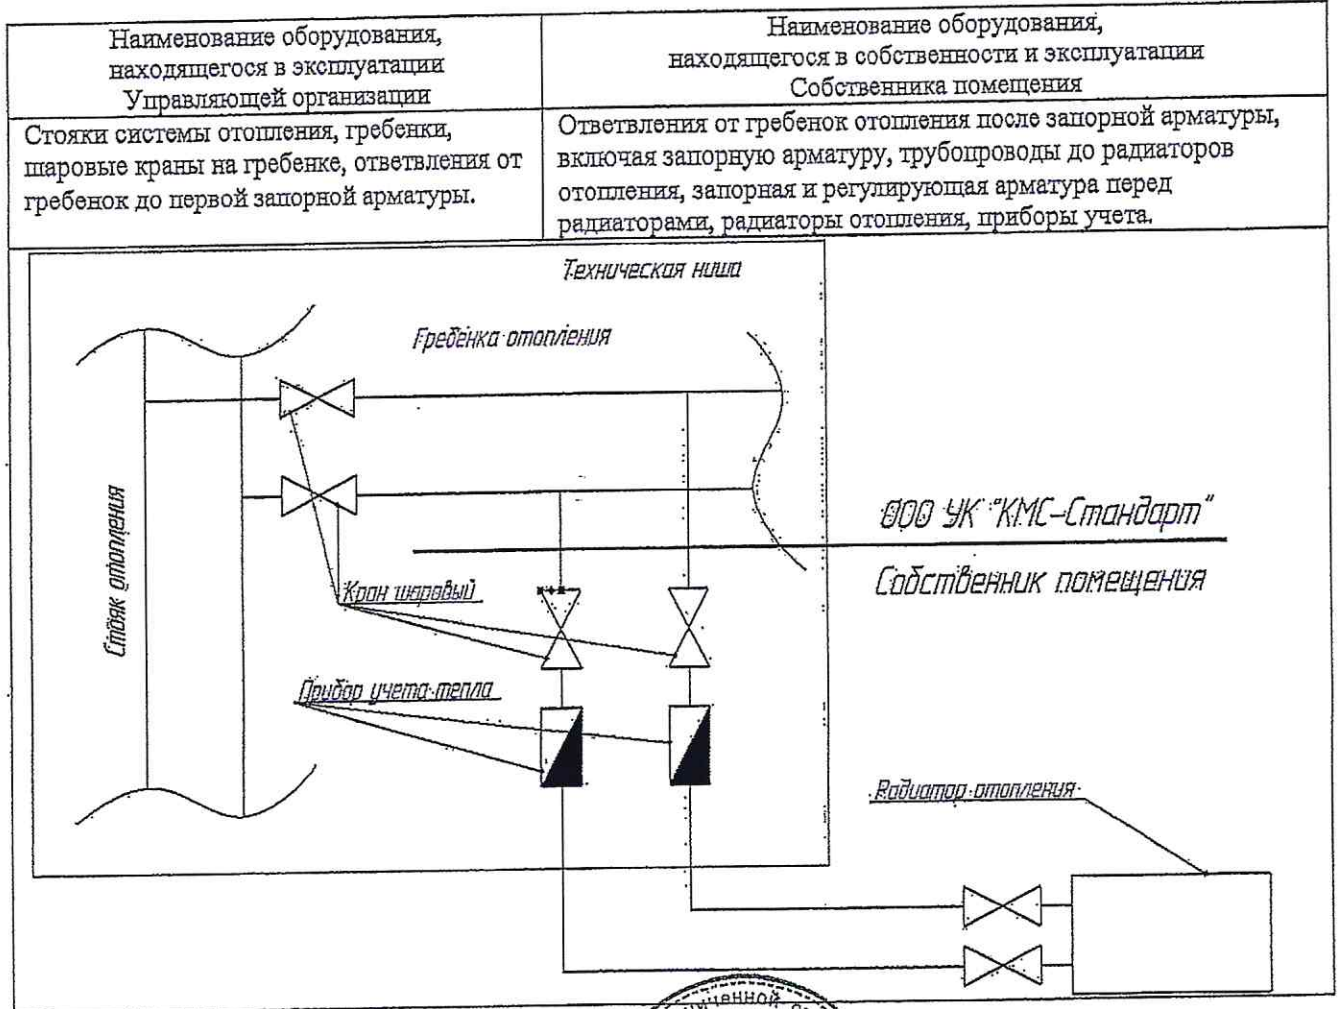 Наименование оборудования,
находящегося в эксплуатации
Управляющей организации
Наименование оборудования,
находящегося в собственности и эксплуатации
Собственника помещения
Стояки системы отопления, гребенки,
шаровые краны на гребенке, ответвления от
гребенок до первой запорной арматуры.
Ответвления от гребенок отопления после запорной арматуры,
включая запорную арматуру, трубопроводы до радиаторов
отопления, запорная и регулирующая арматура перед
радиаторами, радиаторы отопления, приборы учета.
Техническая ниша
Гребенка отопления
Стояк отопления
ООО УК "КМС-Стандарт"
Собственник помещения
Кран шаровый
Прибор учета тепла
Радиатор отопления